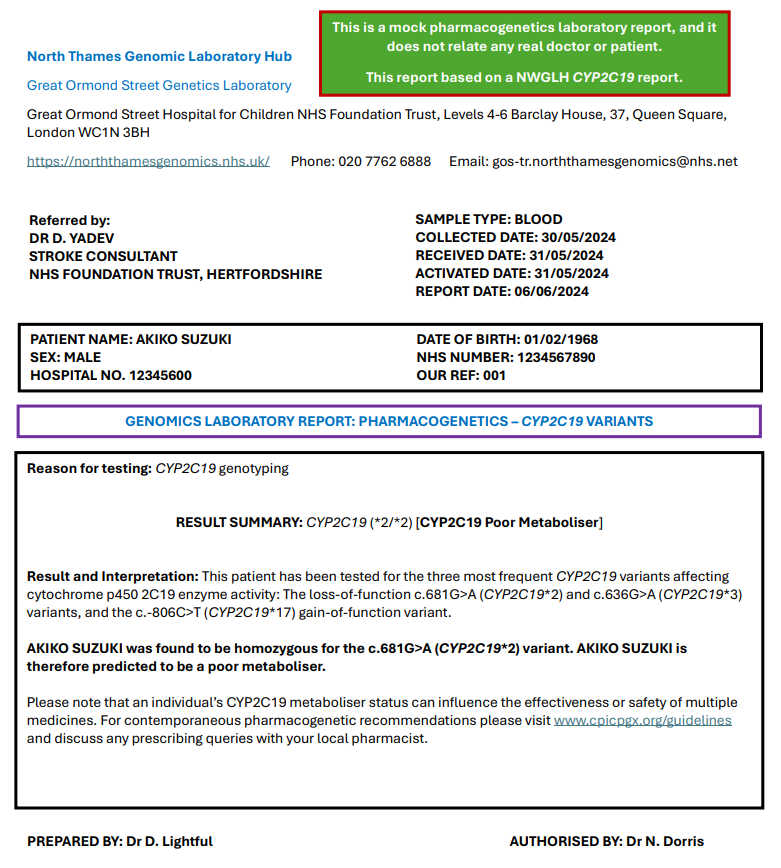 This is a mock pharmacogenetics laboratory report, and it
does not relate any real doctor or patient.
This report based on a NWGLH CYP2C19 report.
North Thames Genomic Laboratory Hub
Great Ormond Street Genetics Laboratory
Great Ormond Street Hospital for Children NHS Foundation Trust, Levels 4-6 Barclay House, 37, Queen Square,
London WC1N 3BH
https://norththamesgenomics.nhs.uk/ Phone: 020 7762 6888 Email: gos-tr.norththamesgenomics@nhs.net
Referred by:
DR D. YADEV
STROKE CONSULTANT
NHS FOUNDATION TRUST, HERTFORDSHIRE
SAMPLE TYPE: BLOOD
COLLECTED DATE: 30/05/2024
RECEIVED DATE: 31/05/2024
ACTIVATED DATE: 31/05/2024
REPORT DATE: 06/06/2024
PATIENT NAME: AKIKO SUZUKI
SEX: MALE
HOSPITAL NO. 12345600
DATE OF BIRTH: 01/02/1968
NHS NUMBER: 1234567890
OUR REF: 001
GENOMICS LABORATORY REPORT: PHARMACOGENETICS – CYP2C19 VARIANTS
Reason for testing: CYP2C19 genotyping
RESULT SUMMARY: CYP2C19 (*2/*2) [CYP2C19 Poor Metaboliser]
Result and Interpretation: This patient has been tested for the three most frequent CYP2C19 variants affecting
cytochrome p450 2C19 enzyme activity: The loss-of-function c.681G>A (CYP2C19*2) and c.636G>A (CYP2C19*3)
variants, and the c.-806C>T (CYP2C19*17) gain-of-function variant.
AKIKO SUZUKI was found to be homozygous for the c.681G>A (CYP2C19*2) variant. AKIKO SUZUKI is
therefore predicted to be a poor metaboliser.
Please note that an individual's CYP2C19 metaboliser status can influence the effectiveness or safety of multiple
medicines. For contemporaneous pharmacogenetic recommendations please visit www.cpicpgx.org/guidelines
and discuss any prescribing queries with your local pharmacist.
PREPARED BY: Dr D. Lightful
AUTHORISED BY: Dr N. Dorris